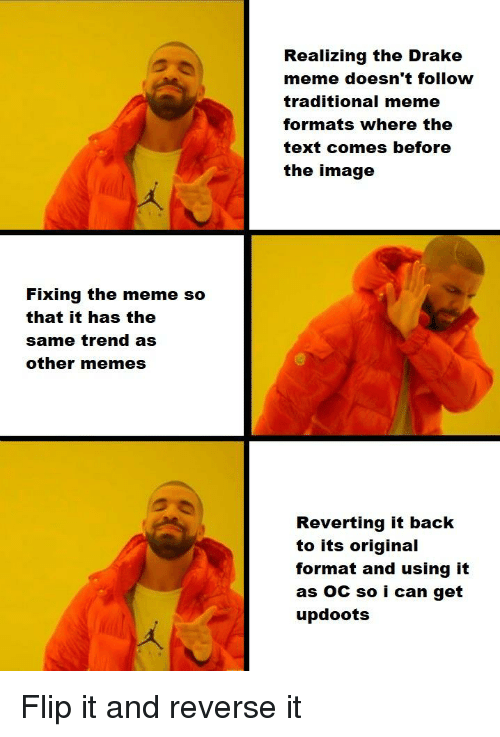 Realizing the Drake
meme doesn't follow
traditional meme
formats where the
text comes before
the image
Fixing the meme so
that it has the
same trend as
other memes
Reverting it back
to its original
format and using it
as OC so i can get
updoots
Flip it and reverse it